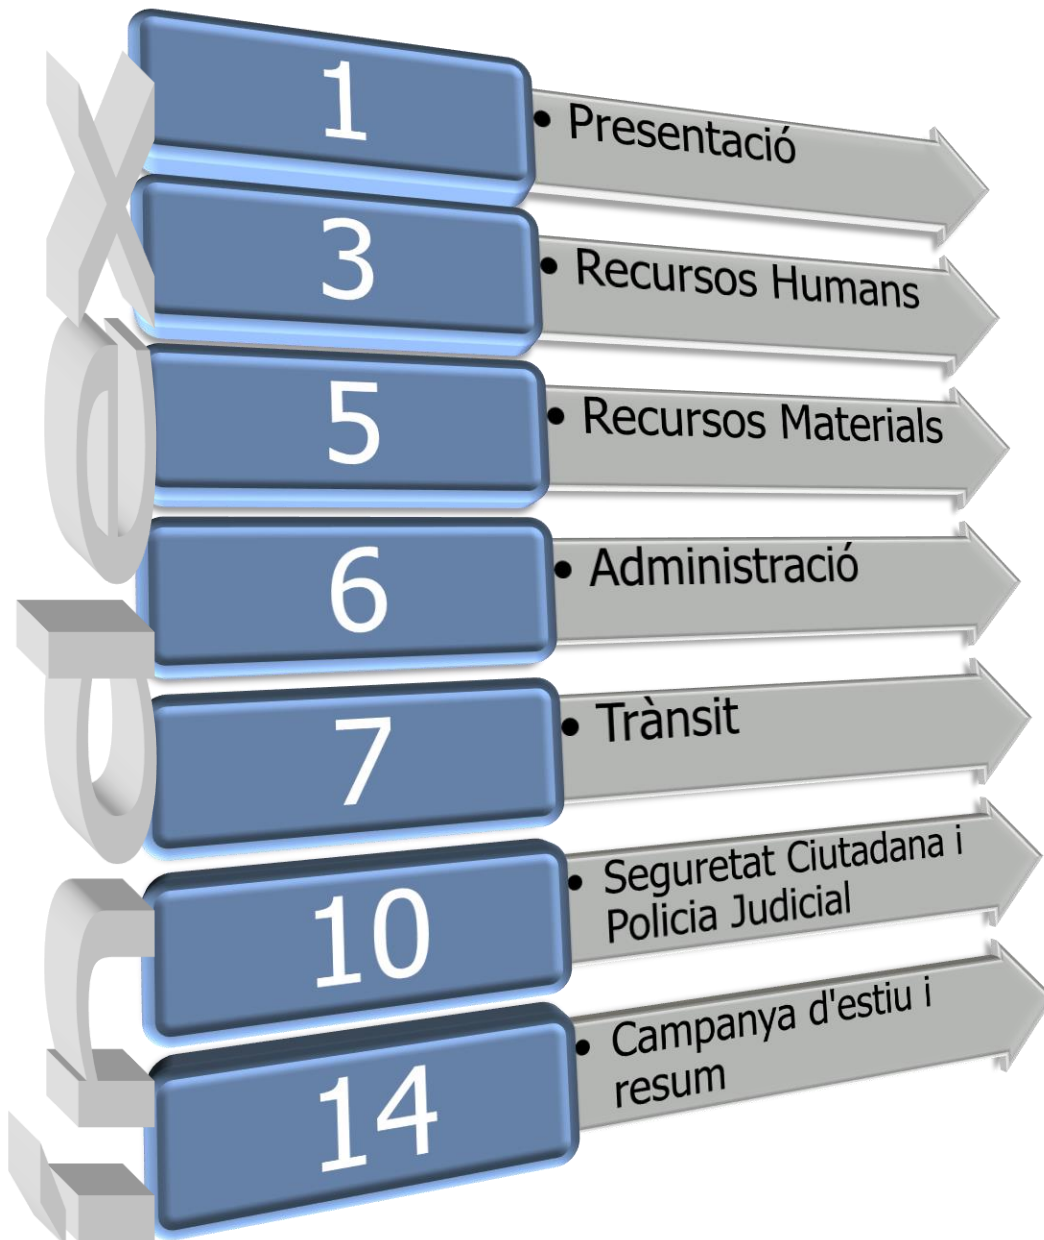 1
• Presentació
3
• Recursos Humans
5
• Recursos Materials
6
• Administració
7
• Trànsit
10
• Seguretat Ciutadana i
Policia Judicial
14
• Campanya d'estiu i
resum